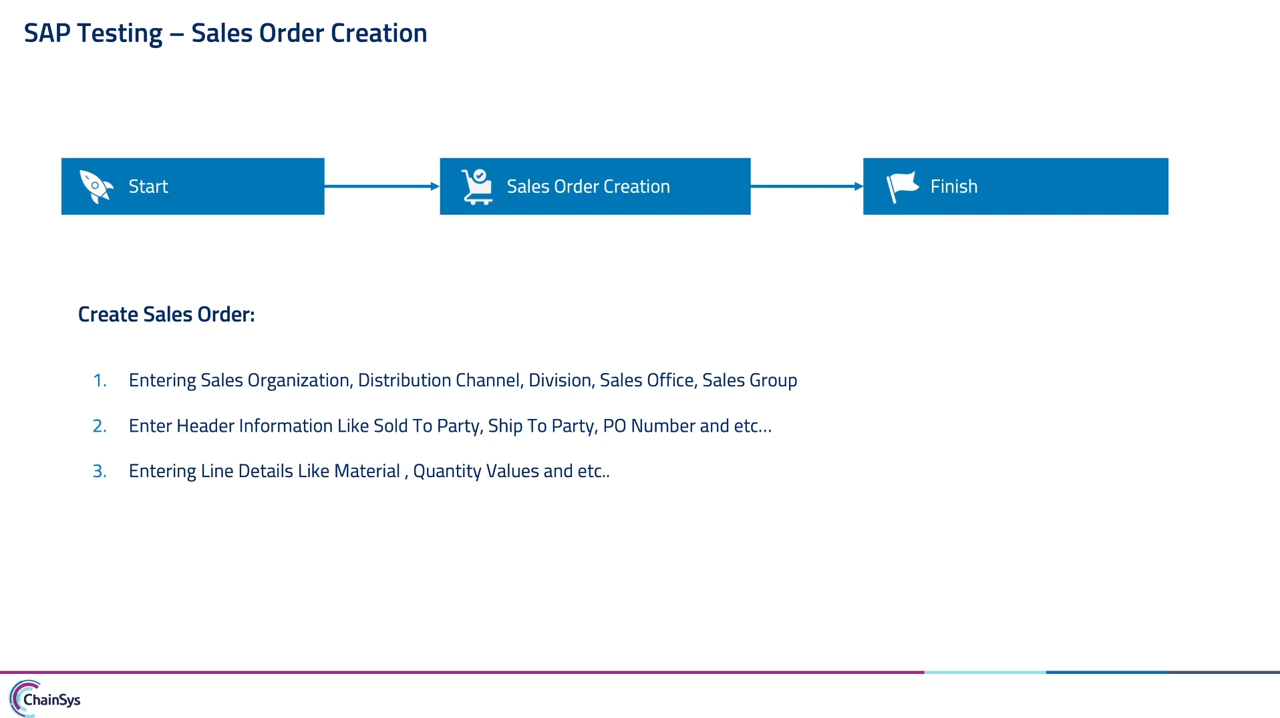 SAP Testing – Sales Order Creation
Start
Sales Order Creation
Finish
Create Sales Order:
1. Entering Sales Organization, Distribution Channel, Division, Sales Office, Sales Group
2. Enter Header Information Like Sold To Party, Ship To Party, PO Number and etc...
3. Entering Line Details Like Material , Quantity Values and etc..
ChainSys